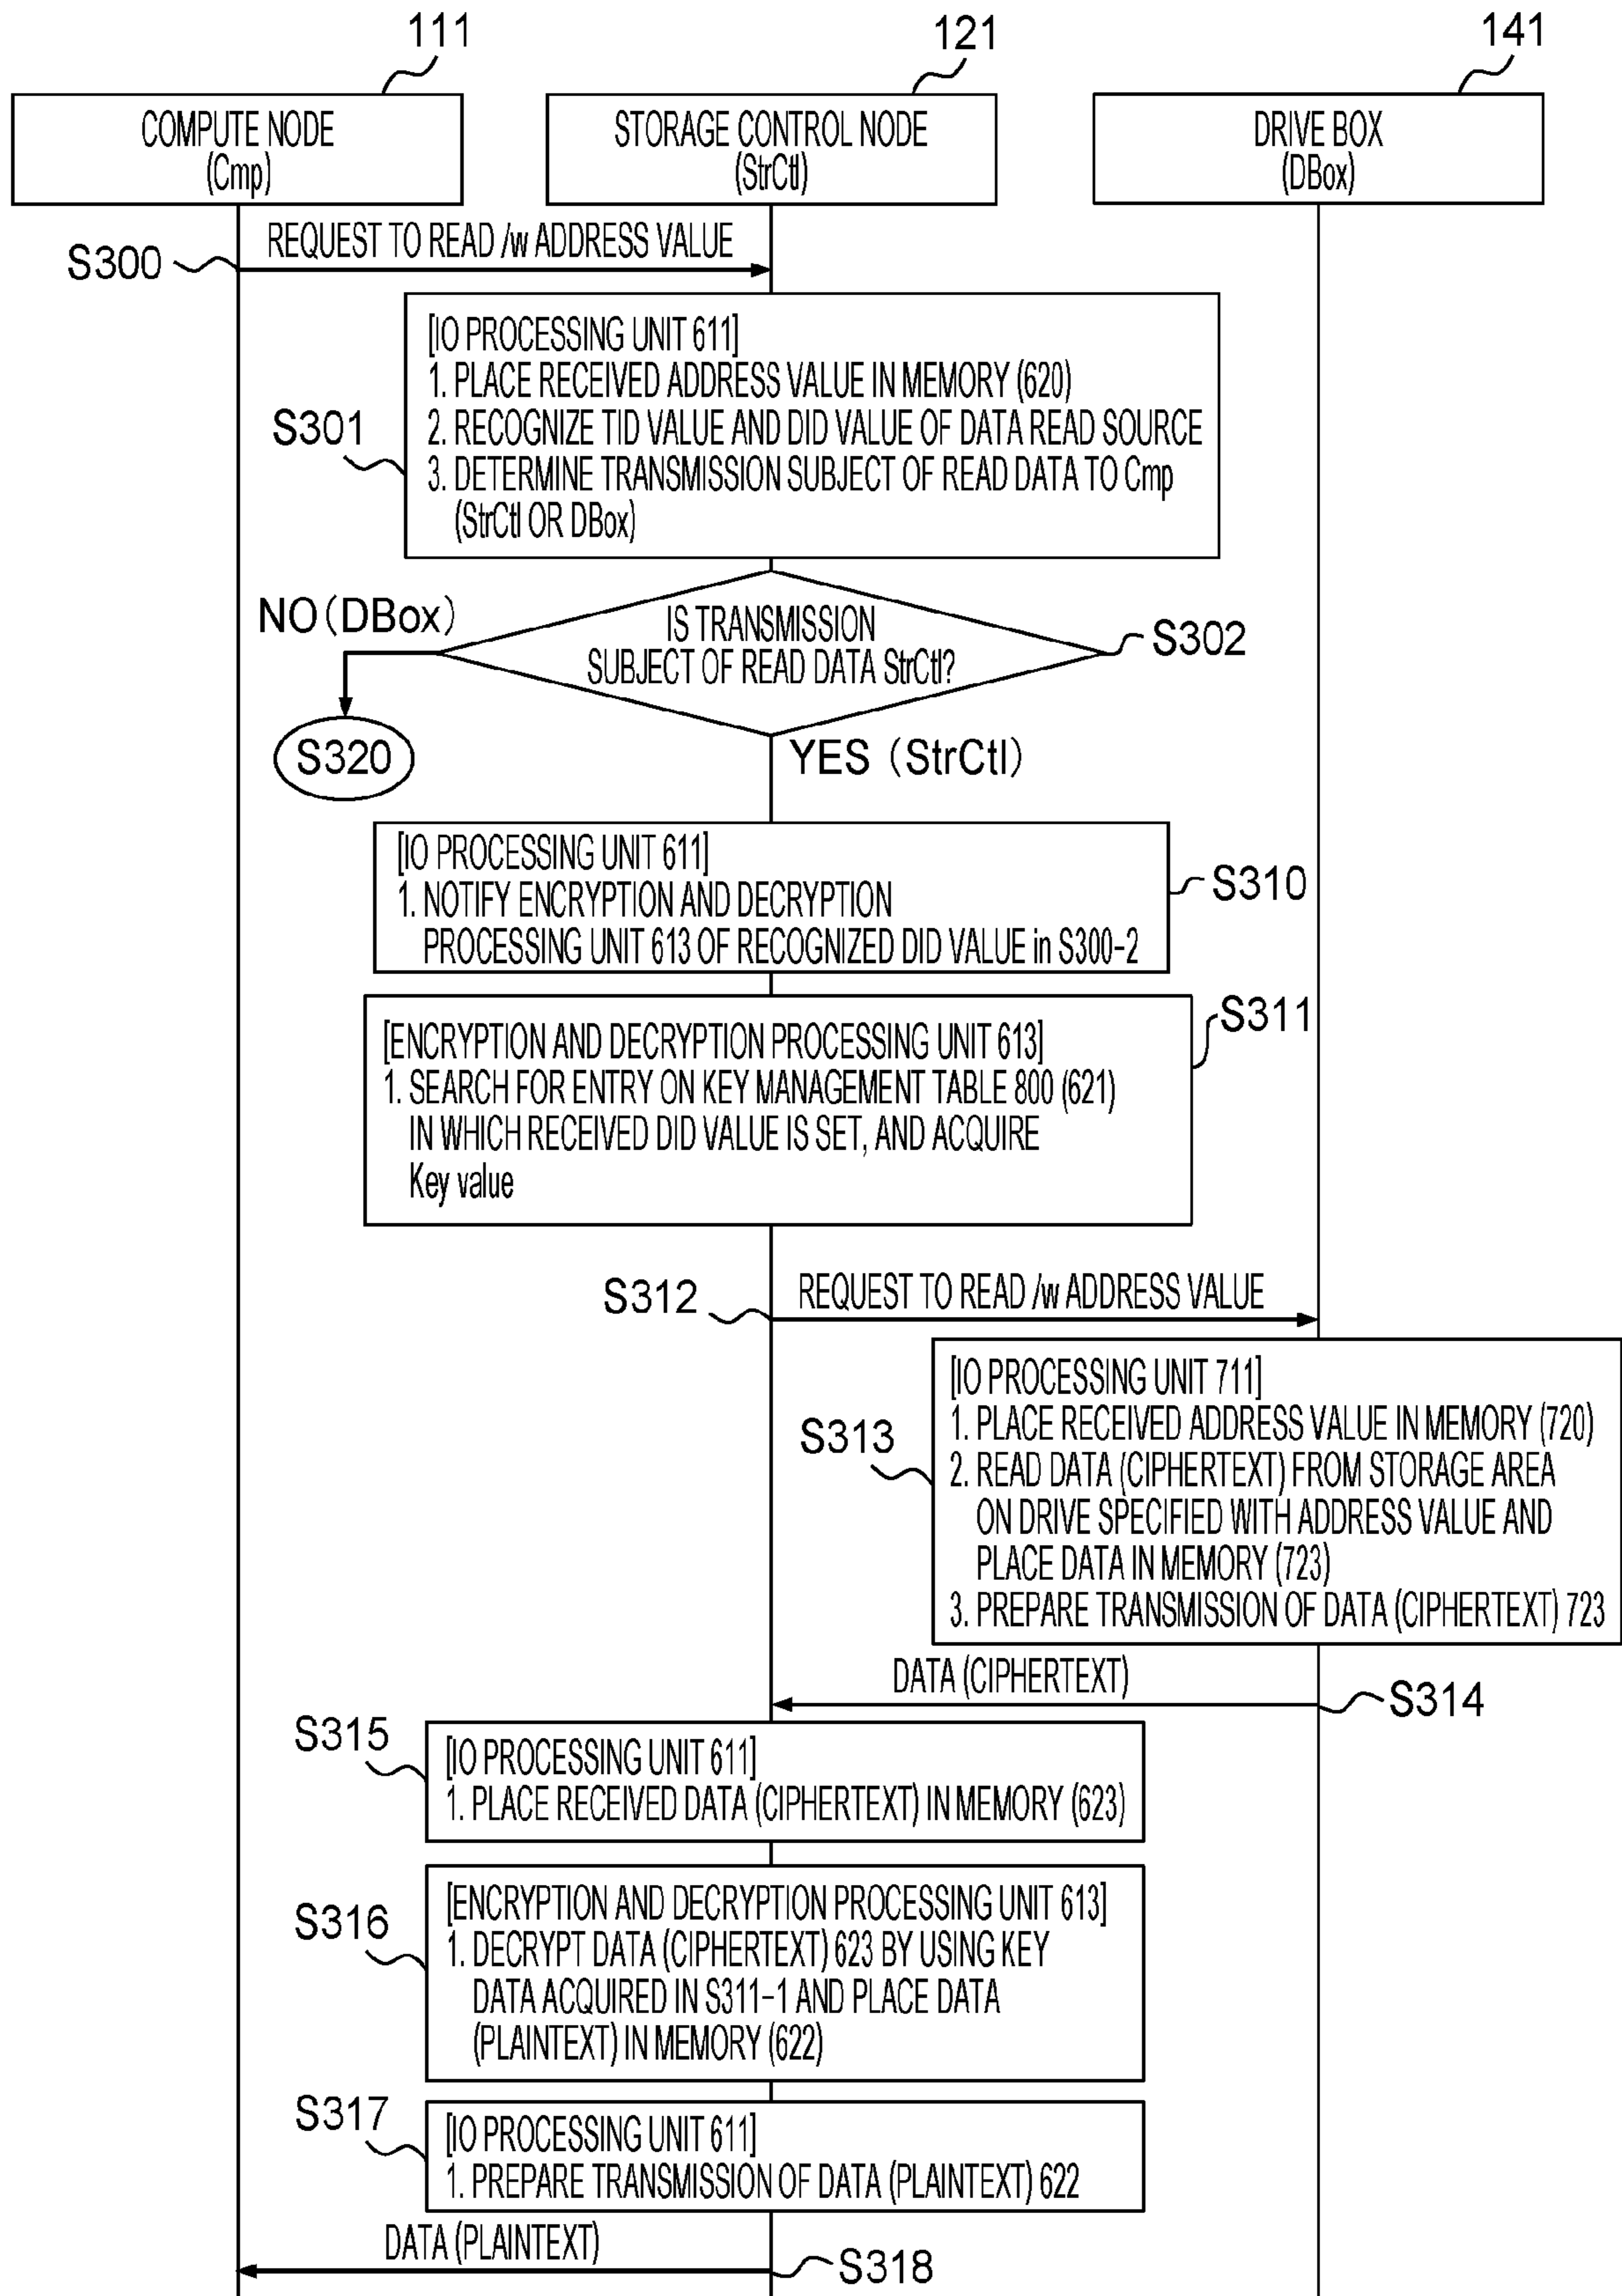 111
121
141
COMPUTE NODE
(Cmp)
STORAGE CONTROL NODE
(StrCtl)
DRIVE BOX
(DBox)
REQUEST TO READ /w ADDRESS VALUE
S300
[IO PROCESSING UNIT 611]
1. PLACE RECEIVED ADDRESS VALUE IN MEMORY (620)
2. RECOGNIZE TID VALUE AND DID VALUE OF DATA READ SOURCE
3. DETERMINE TRANSMISSION SUBJECT OF READ DATA TO Cmp
(StrCtl OR DBox)
S301
NO (DBox)
IS TRANSMISSION
SUBJECT OF READ DATA StrCtl?
S302
S320
YES (StrCtl)
[IO PROCESSING UNIT 611]
1. NOTIFY ENCRYPTION AND DECRYPTION
PROCESSING UNIT 613 OF RECOGNIZED DID VALUE in S300-2
S310
[ENCRYPTION AND DECRYPTION PROCESSING UNIT 613]
1. SEARCH FOR ENTRY ON KEY MANAGEMENT TABLE 800 (621)
IN WHICH RECEIVED DID VALUE IS SET, AND ACQUIRE
Key value
S311
S312
REQUEST TO READ /w ADDRESS VALUE
[IO PROCESSING UNIT 711]
1. PLACE RECEIVED ADDRESS VALUE IN MEMORY (720)
2. READ DATA (CIPHERTEXT) FROM STORAGE AREA
ON DRIVE SPECIFIED WITH ADDRESS VALUE AND
PLACE DATA IN MEMORY (723)
3. PREPARE TRANSMISSION OF DATA (CIPHERTEXT) 723
S313
DATA (CIPHERTEXT)
S314
S315
[IO PROCESSING UNIT 611]
1. PLACE RECEIVED DATA (CIPHERTEXT) IN MEMORY (623)
S316
[ENCRYPTION AND DECRYPTION PROCESSING UNIT 613]
1. DECRYPT DATA (CIPHERTEXT) 623 BY USING KEY
DATA ACQUIRED IN S311-1 AND PLACE DATA
(PLAINTEXT) IN MEMORY (622)
S317
[IO PROCESSING UNIT 611]
1. PREPARE TRANSMISSION OF DATA (PLAINTEXT) 622
DATA (PLAINTEXT)
S318